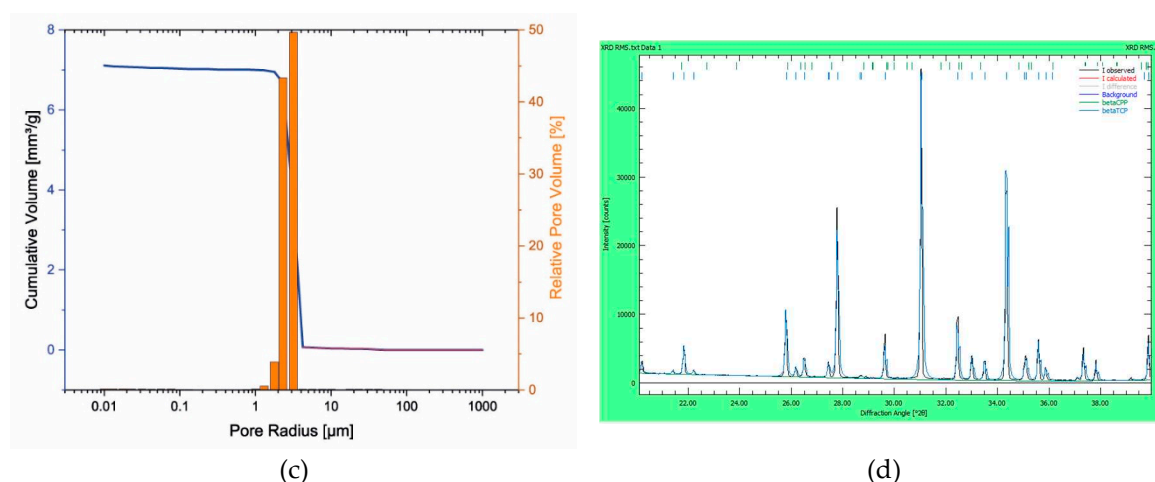 8
6
4
2
0
Cumulative Volume [mm³/g]
50
40
30
20
10
0
Relative Pore Volume [%]
0.01 0.1 1 10 100 1000
Pore Radius [µm]
(c)
XRD RMS.txt Data 1
XRD RMS.
I observed
I calculated
I difference
Background
betaCPP
betaTCP
40000
30000
20000
10000
0
Intensity [counts]
22.00 24.00 26.00 28.00 30.00 32.00 34.00 36.00 38.00
Diffraction Angle [°2θ]
(d)